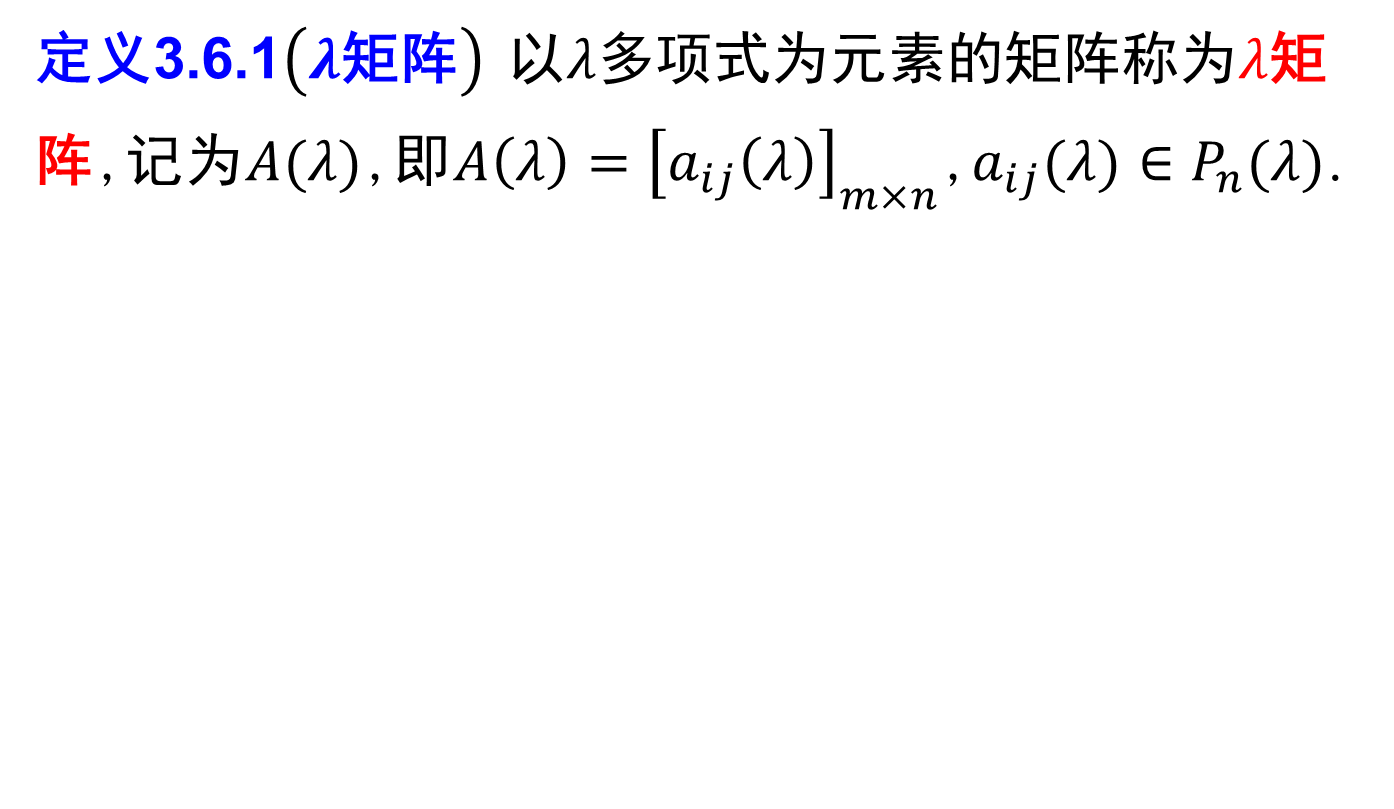 定义3.6.1(λ矩阵) 以λ多项式为元素的矩阵称为λ矩
阵,记为A(λ),即A(λ) = [a_{ij}(λ)]_{m×n}, a_{ij}(λ) ∈ P_n(λ).